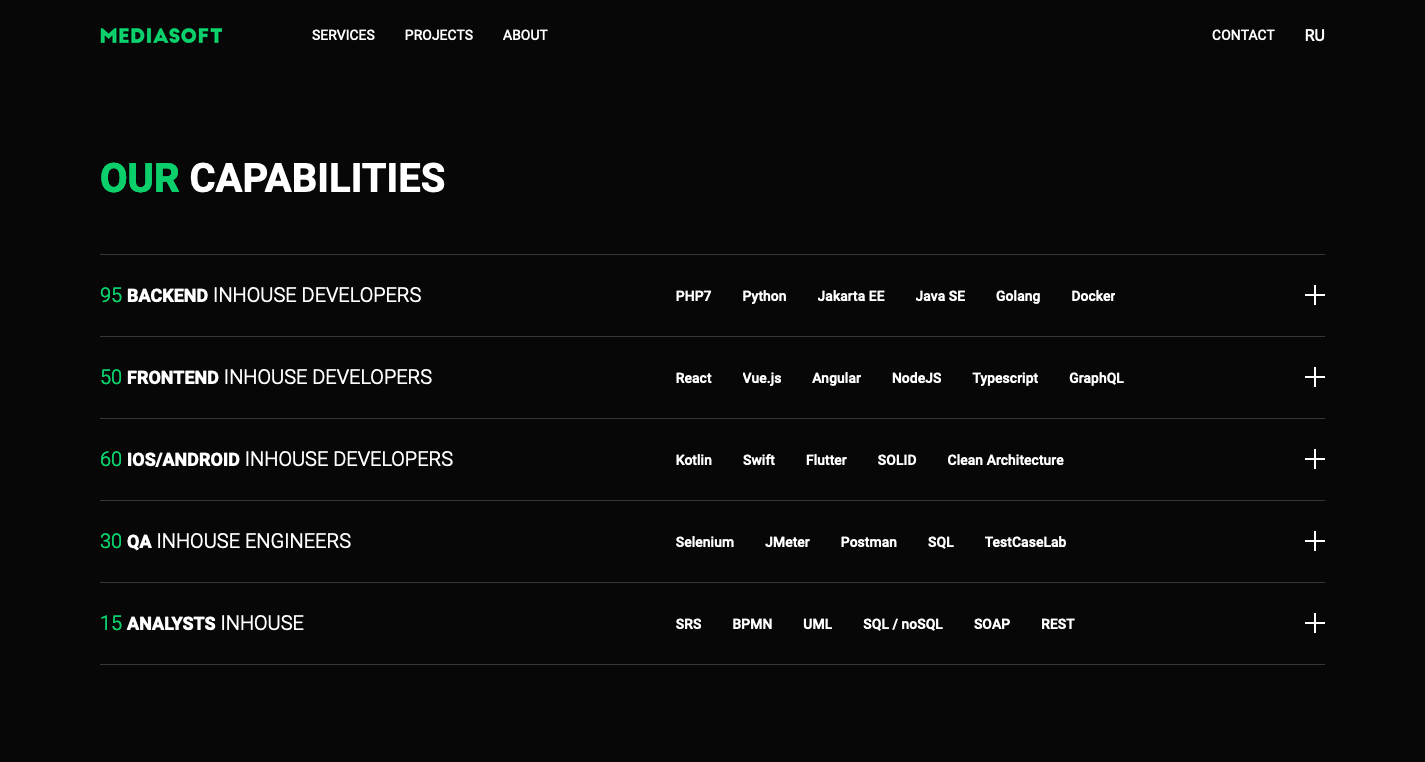 MEDIASOFT SERVICES PROJECTS ABOUT CONTACT RU
OUR CAPABILITIES
95 BACKEND INHOUSE DEVELOPERS PHP7 Python Jakarta EE Java SE Golang Docker
50 FRONTEND INHOUSE DEVELOPERS React Vue.js Angular NodeJS Typescript GraphQL
60 IOS/ANDROID INHOUSE DEVELOPERS Kotlin Swift Flutter SOLID Clean Architecture
30 QA INHOUSE ENGINEERS Selenium JMeter Postman SQL TestCaseLab
15 ANALYSTS INHOUSE SRS BPMN UML SQL / noSQL SOAP REST